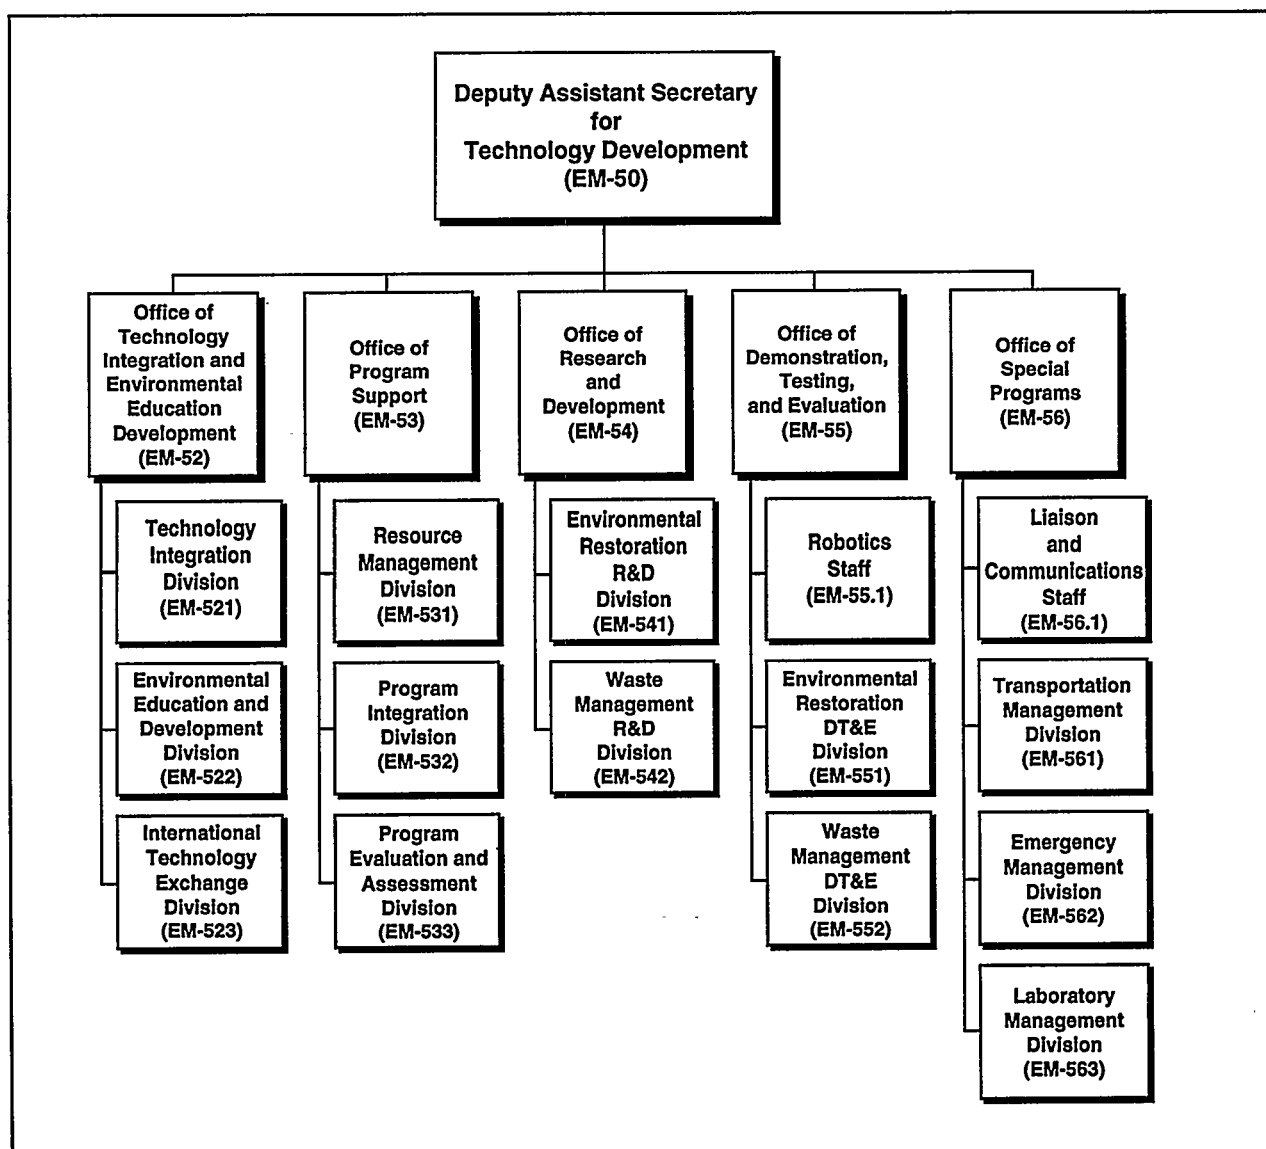 Deputy Assistant Secretary
for
Technology Development
(EM-50)
Office of
Technology
Integration and
Environmental
Education
Development
(EM-52)
Technology
Integration
Division
(EM-521)
Environmental
Education and
Development
Division
(EM-522)
International
Technology
Exchange
Division
(EM-523)
Office of
Program
Support
(EM-53)
Resource
Management
Division
(EM-531)
Program
Integration
Division
(EM-532)
Program
Evaluation and
Assessment
Division
(EM-533)
Office of
Research
and
Development
(EM-54)
Environmental
Restoration
R&D
Division
(EM-541)
Waste
Management
R&D
Division
(EM-542)
Office of
Demonstration,
Testing,
and Evaluation
(EM-55)
Robotics
Staff
(EM-55.1)
Environmental
Restoration
DT&E
Division
(EM-551)
Waste
Management
DT&E
Division
(EM-552)
Office of
Special
Programs
(EM-56)
Liaison
and
Communications
Staff
(EM-56.1)
Transportation
Management
Division
(EM-561)
Emergency
Management
Division
(EM-562)
Laboratory
Management
Division
(EM-563)